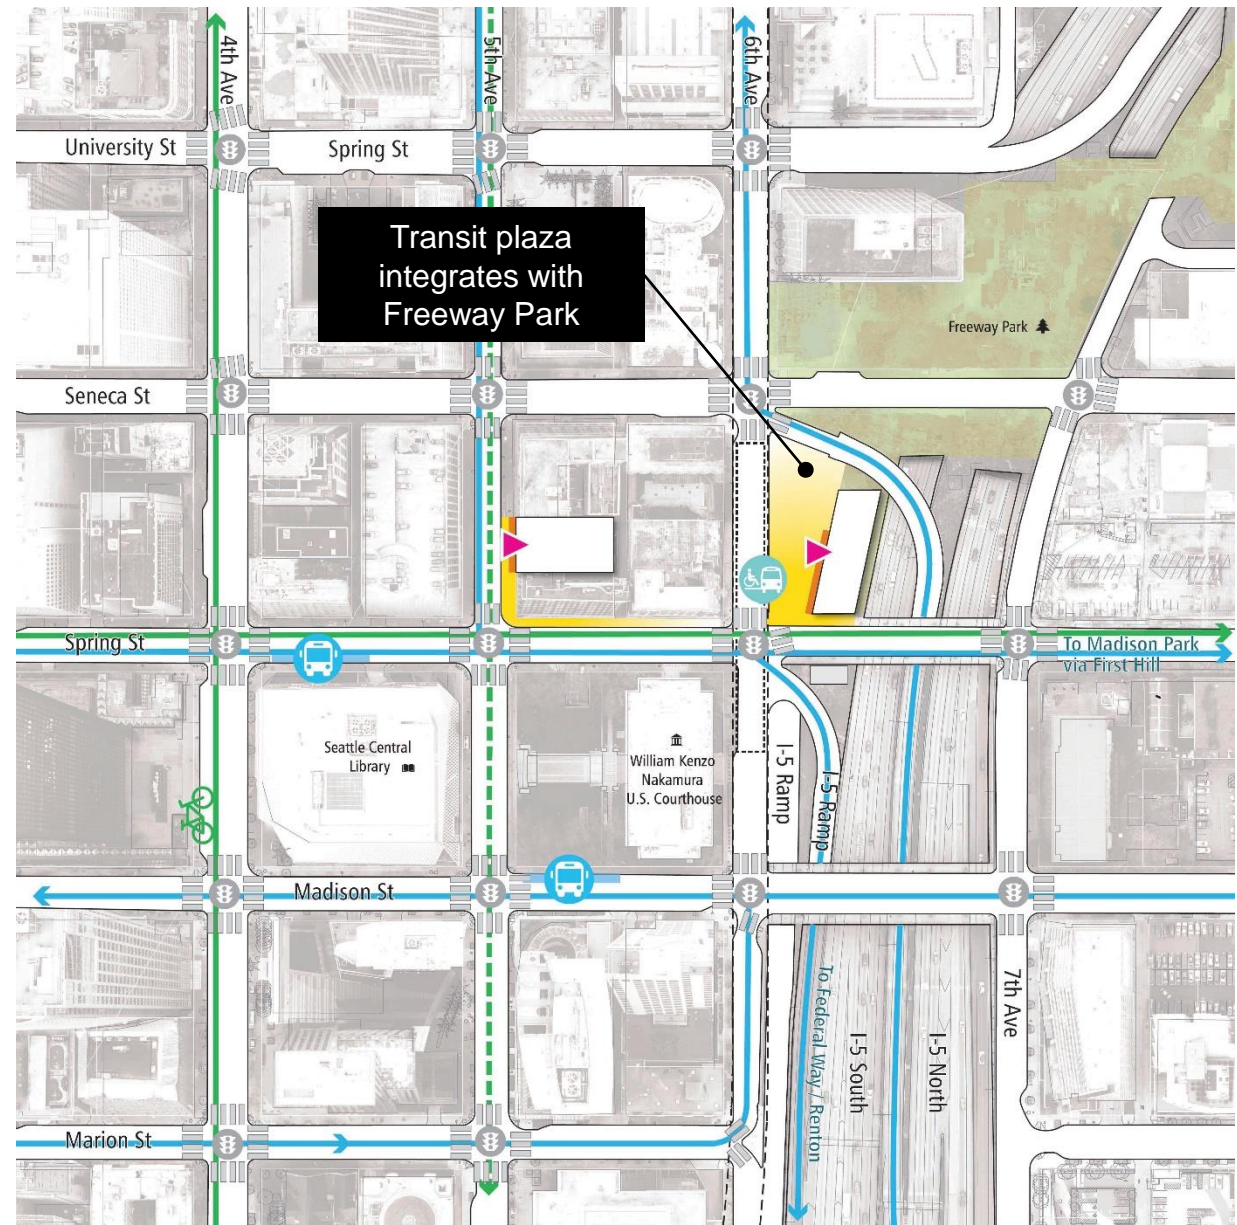 4th Ave
5th Ave
6th Ave
University St
Spring St
Transit plaza
integrates with
Freeway Park
Freeway Park
Seneca St
Spring St
To Madison Park
via First Hill
Seattle Central
Library
William Kenzo
Nakamura
U.S. Courthouse
I-5 Ramp
I-5 Ramp
Madison St
7th Ave
To Federal Way / Renton
I-5 South
I-5 North
Marion St